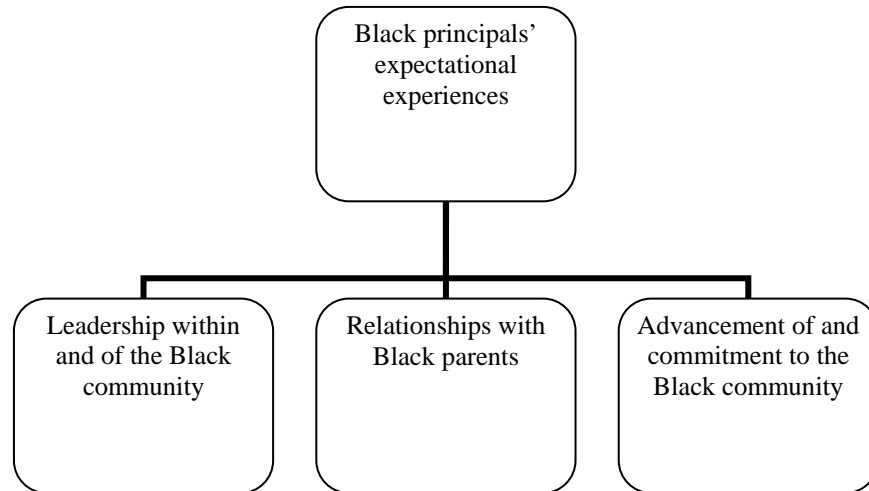 Black principals’
expectational
experiences
Leadership within
and of the Black
community
Relationships with
Black parents
Advancement of and
commitment to the
Black community